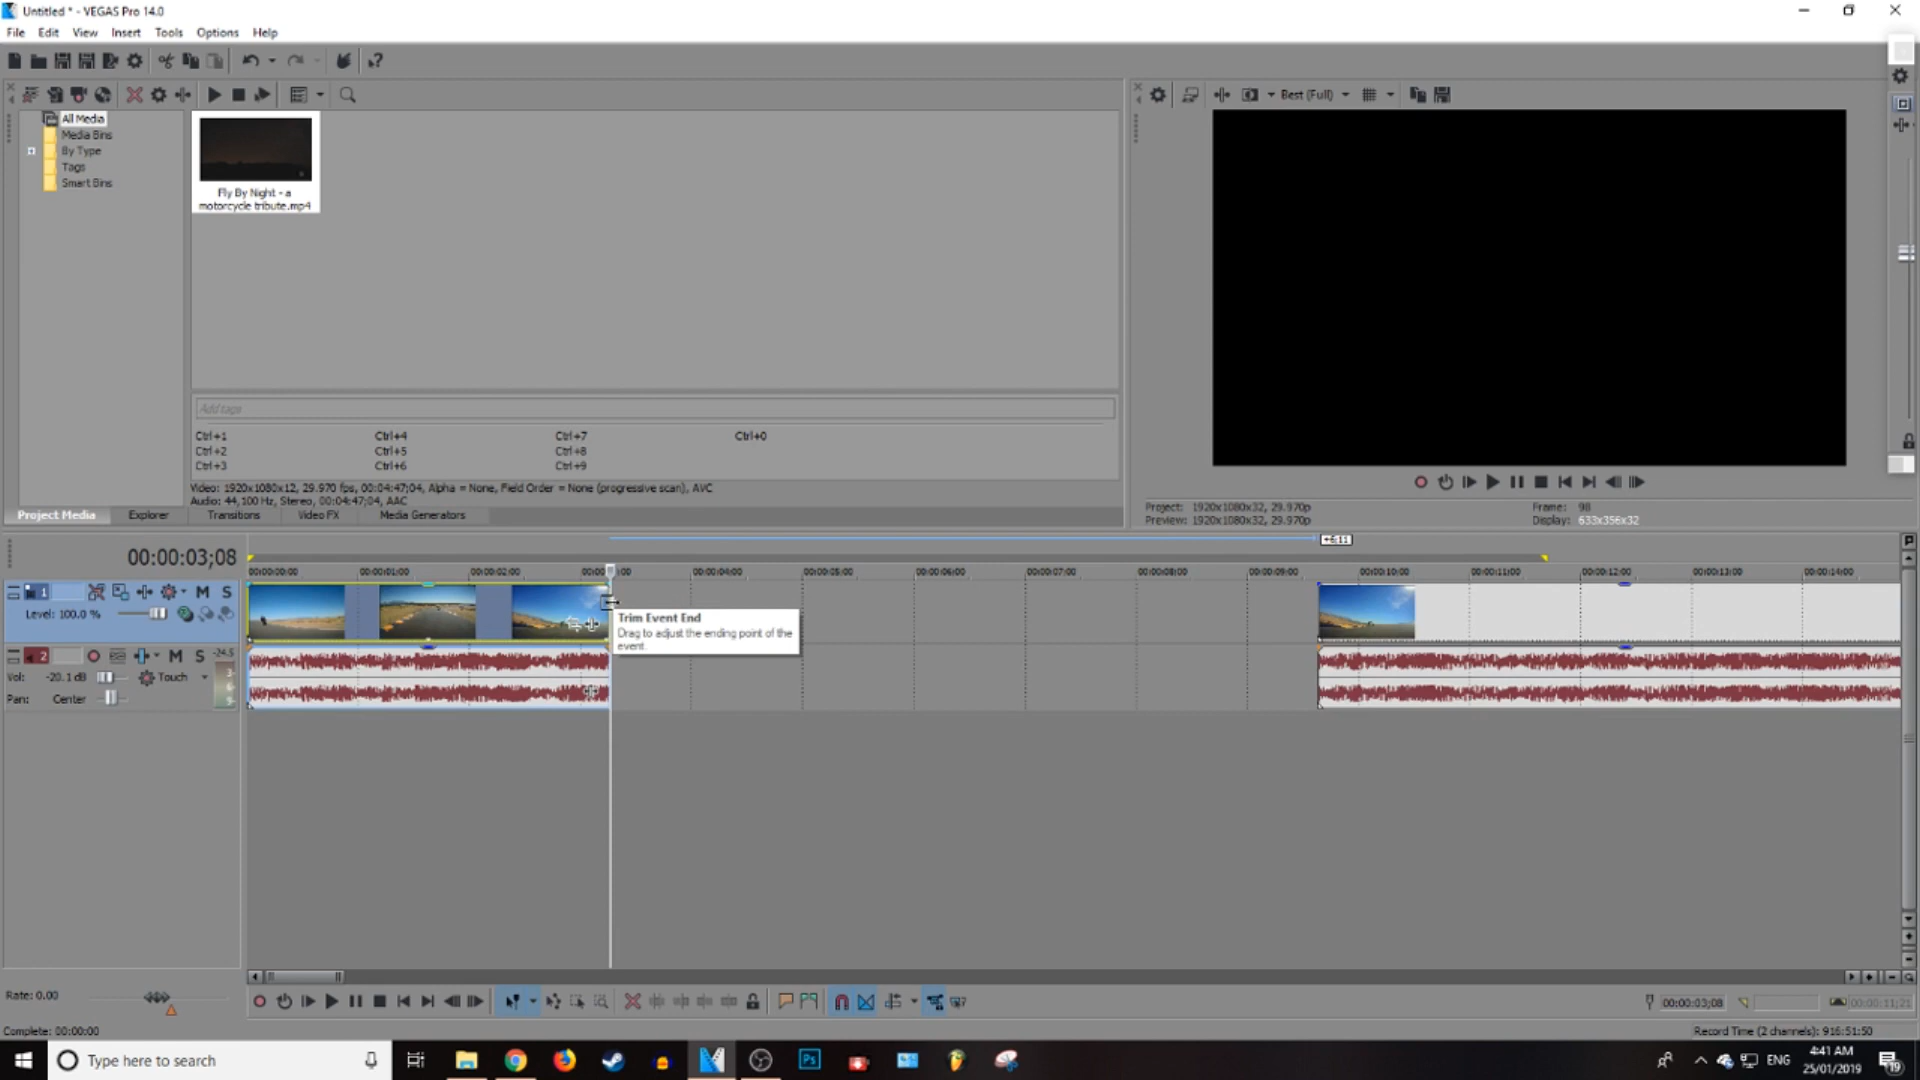 Untitled * - VEGAS Pro 14.0
File Edit View Insert Tools Options Help
Best (Full)
All Media
Media Bins
By Type
Tags
Smart Bins
Fly By Night - a
motorcycle tribute.mp4
Add tags
Ctrl+1 Ctrl+4 Ctrl+7 Ctrl+0
Ctrl+2 Ctrl+5 Ctrl+8
Ctrl+3 Ctrl+6 Ctrl+9
Video: 1920x1080x12, 29.970 fps, 00:04:47;04, Alpha = None, Field Order = None (progressive scan), AVC
Audio: 44,100 Hz, Stereo, 00:04:47;04, AAC
Project Media Explorer Transitions Video FX Media Generators
Project: 1920x1080x32, 29.970p Frame: 98
Preview: 1920x1080x32, 29.970p Display: 633x356x32
+6;11
00:00:03;08
00:00:00;00 00:00:01;00 00:00:02;00 00:00:04;00 00:00:05;00 00:00:06;00 00:00:07;00 00:00:08;00 00:00:09;00 00:00:10;00 00:00:11;00 00:00:12;00 00:00:13;00 00:00:14;00
1 M S
Level: 100.0 %
Trim Event End
Drag to adjust the ending point of the
event.
2 M S -24.5
Vol: -20.1 dB Touch
Pan: Center
Rate: 0.00
00:00:03;08 00:00:11;21
Complete: 00:00:00
Record Time (2 channels): 916:51:50
Type here to search
Ps
ENG
4:41 AM
25/01/2019
19